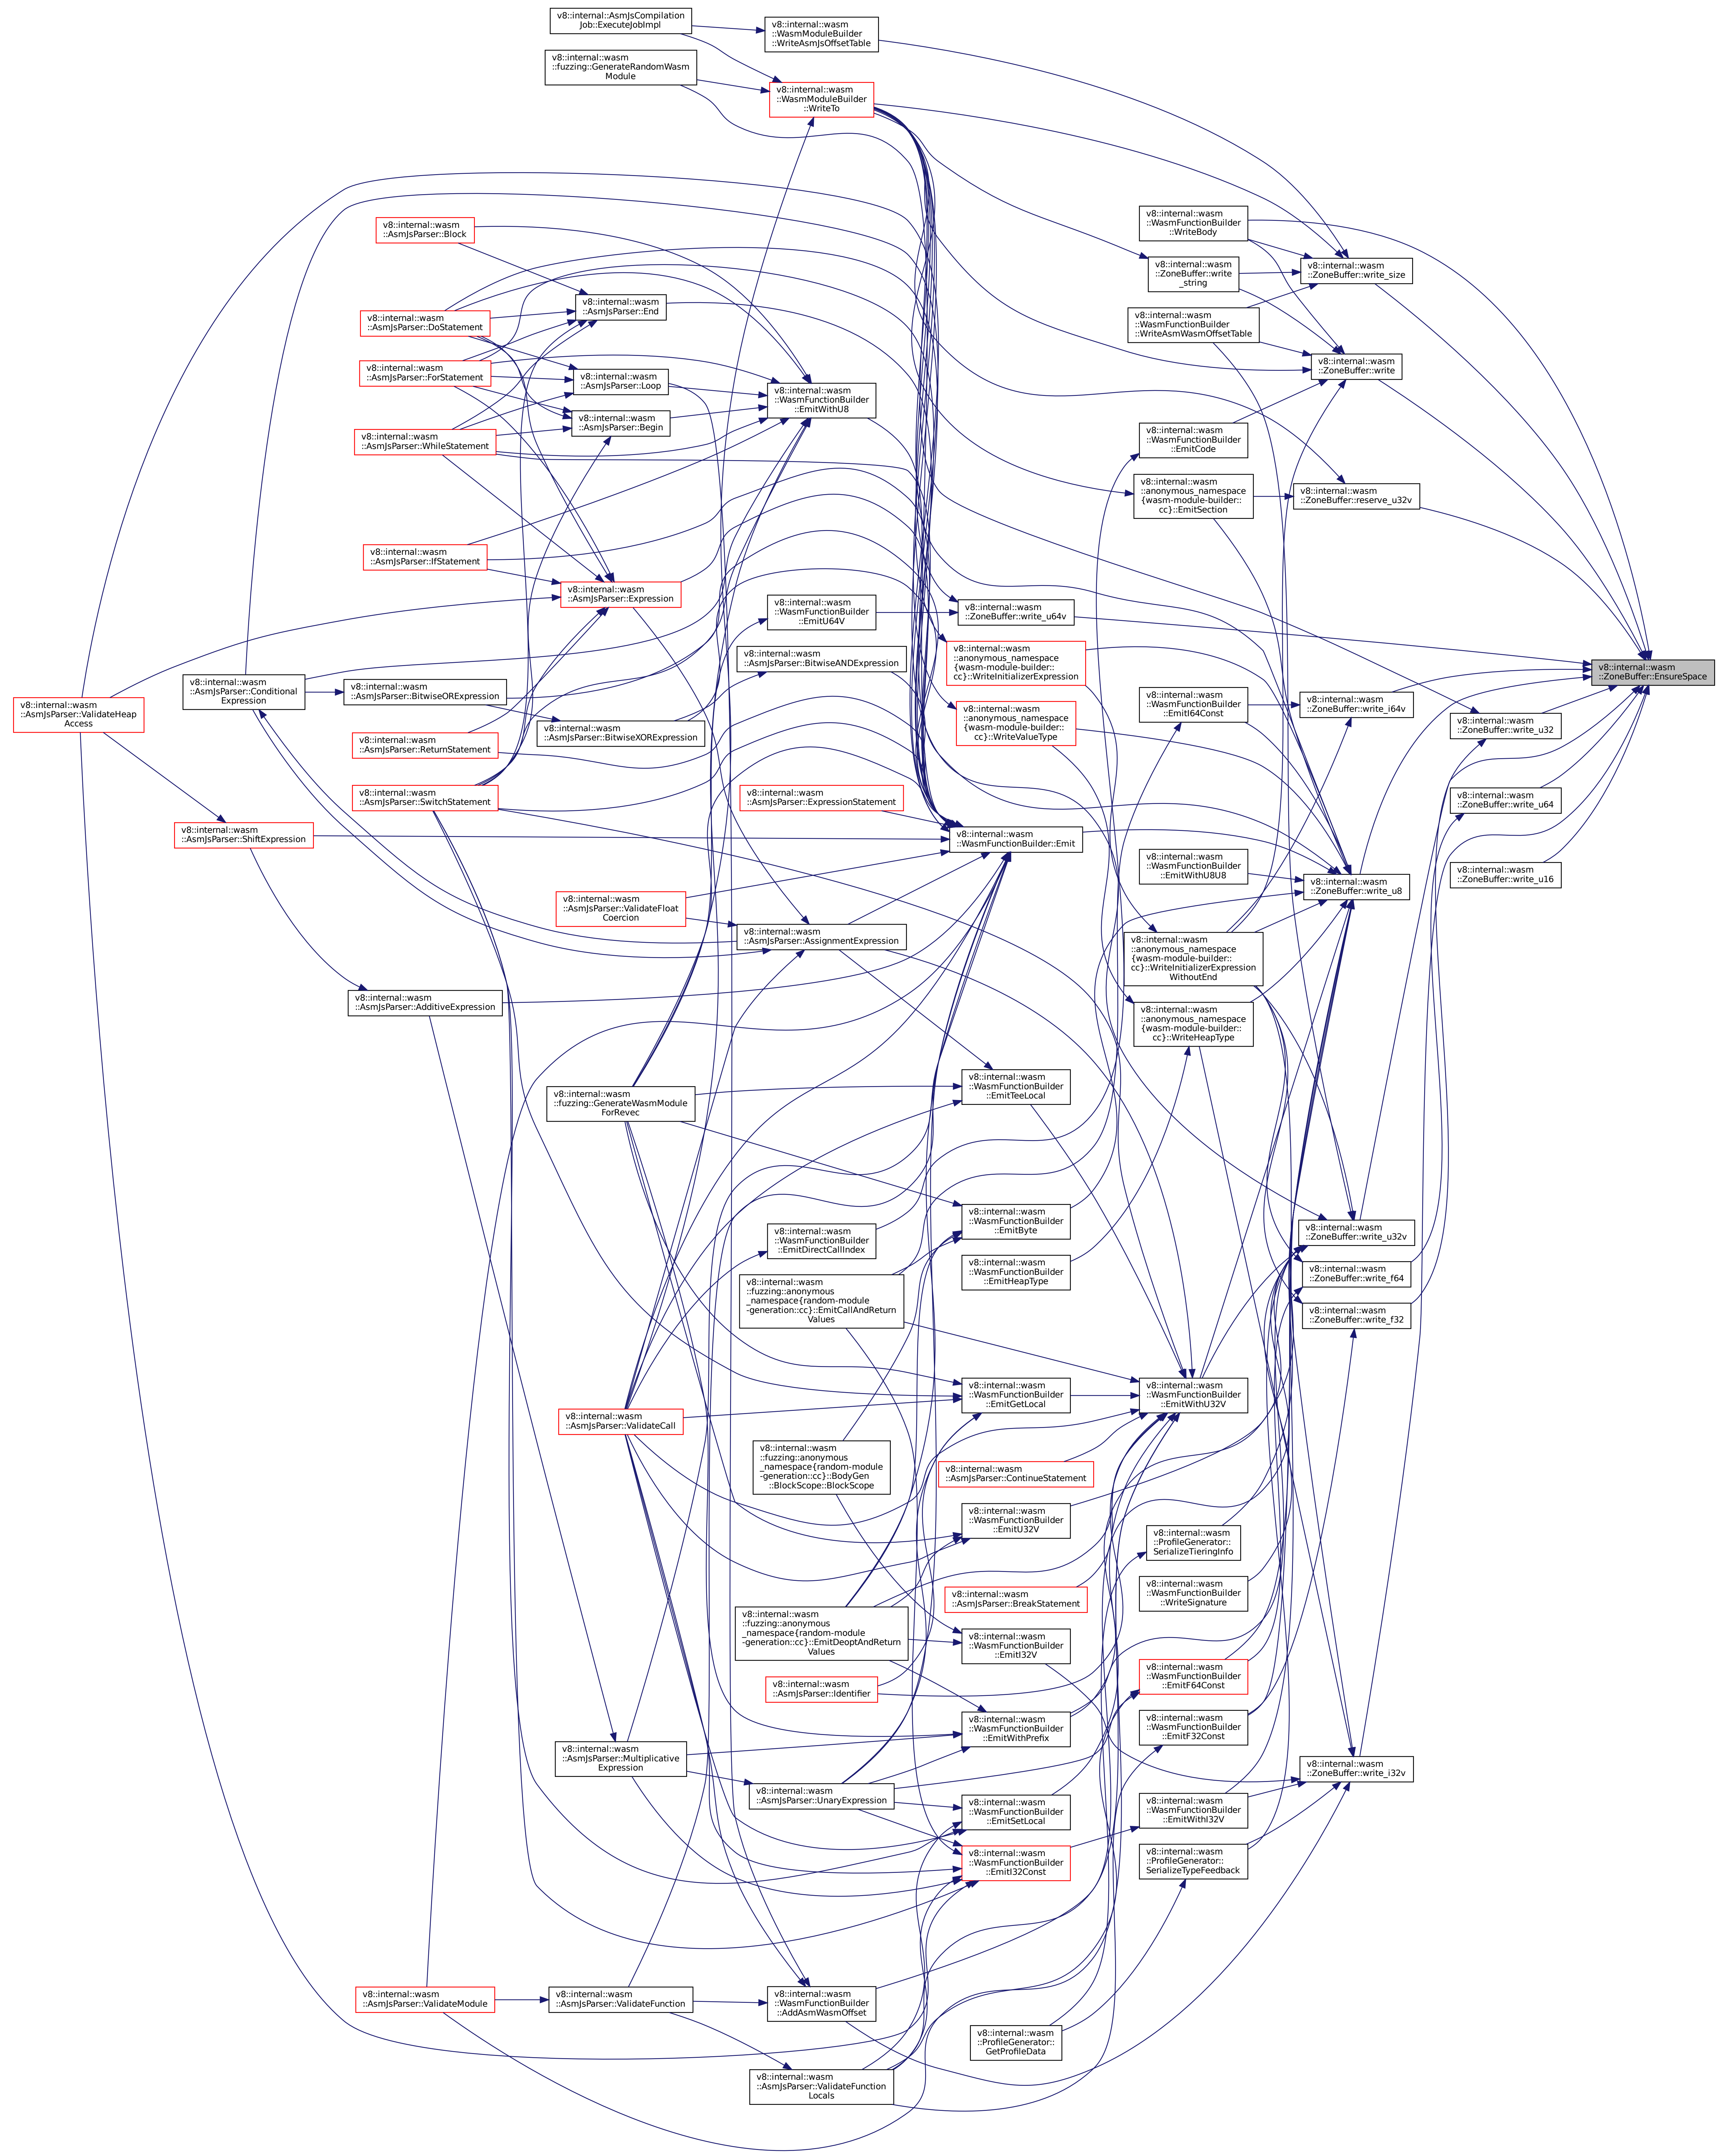 v8::internal::AsmJsCompilation
Job::ExecuteJobImpl
v8::internal::wasm
::WasmModuleBuilder
::WriteAsmJsOffsetTable
v8::internal::wasm
::fuzzing::GenerateRandomWasm
Module
v8::internal::wasm
::WasmModuleBuilder
::WriteTo
v8::internal::wasm
::AsmJsParser::Block
v8::internal::wasm
::WasmFunctionBuilder
::WriteBody
v8::internal::wasm
::ZoneBuffer::write
_string
v8::internal::wasm
::ZoneBuffer::write_size
v8::internal::wasm
::AsmJsParser::End
v8::internal::wasm
::AsmJsParser::DoStatement
v8::internal::wasm
::WasmFunctionBuilder
::WriteAsmWasmOffsetTable
v8::internal::wasm
::ZoneBuffer::write
v8::internal::wasm
::AsmJsParser::ForStatement
v8::internal::wasm
::AsmJsParser::Loop
v8::internal::wasm
::WasmFunctionBuilder
::EmitWithU8
v8::internal::wasm
::AsmJsParser::Begin
v8::internal::wasm
::AsmJsParser::WhileStatement
v8::internal::wasm
::WasmFunctionBuilder
::EmitCode
v8::internal::wasm
::anonymous_namespace
{wasm-module-builder::
cc}::EmitSection
v8::internal::wasm
::ZoneBuffer::reserve_u32v
v8::internal::wasm
::AsmJsParser::IfStatement
v8::internal::wasm
::AsmJsParser::Expression
v8::internal::wasm
::WasmFunctionBuilder
::EmitU64V
v8::internal::wasm
::ZoneBuffer::write_u64v
v8::internal::wasm
::AsmJsParser::BitwiseANDExpression
v8::internal::wasm
::anonymous_namespace
{wasm-module-builder::
cc}::WriteInitializerExpression
v8::internal::wasm
::ZoneBuffer::EnsureSpace
v8::internal::wasm
::AsmJsParser::Conditional
Expression
v8::internal::wasm
::AsmJsParser::BitwiseORExpression
v8::internal::wasm
::WasmFunctionBuilder
::EmitI64Const
v8::internal::wasm
::ZoneBuffer::write_i64v
v8::internal::wasm
::AsmJsParser::ValidateHeap
Access
v8::internal::wasm
::AsmJsParser::BitwiseXORExpression
v8::internal::wasm
::anonymous_namespace
{wasm-module-builder::
cc}::WriteValueType
v8::internal::wasm
::ZoneBuffer::write_u32
v8::internal::wasm
::AsmJsParser::ReturnStatement
v8::internal::wasm
::AsmJsParser::SwitchStatement
v8::internal::wasm
::AsmJsParser::ExpressionStatement
v8::internal::wasm
::ZoneBuffer::write_u64
v8::internal::wasm
::AsmJsParser::ShiftExpression
v8::internal::wasm
::WasmFunctionBuilder::Emit
v8::internal::wasm
::WasmFunctionBuilder
::EmitWithU8U8
v8::internal::wasm
::ZoneBuffer::write_u8
v8::internal::wasm
::ZoneBuffer::write_u16
v8::internal::wasm
::AsmJsParser::ValidateFloat
Coercion
v8::internal::wasm
::AsmJsParser::AssignmentExpression
v8::internal::wasm
::anonymous_namespace
{wasm-module-builder::
cc}::WriteInitializerExpression
WithoutEnd
v8::internal::wasm
::AsmJsParser::AdditiveExpression
v8::internal::wasm
::anonymous_namespace
{wasm-module-builder::
cc}::WriteHeapType
v8::internal::wasm
::fuzzing::GenerateWasmModule
ForRevec
v8::internal::wasm
::WasmFunctionBuilder
::EmitTeeLocal
v8::internal::wasm
::WasmFunctionBuilder
::EmitDirectCallIndex
v8::internal::wasm
::WasmFunctionBuilder
::EmitByte
v8::internal::wasm
::ZoneBuffer::write_u32v
v8::internal::wasm
::WasmFunctionBuilder
::EmitHeapType
v8::internal::wasm
::ZoneBuffer::write_f64
v8::internal::wasm
::fuzzing::anonymous
_namespace{random-module
-generation::cc}::EmitCallAndReturn
Values
v8::internal::wasm
::ZoneBuffer::write_f32
v8::internal::wasm
::AsmJsParser::ValidateCall
v8::internal::wasm
::WasmFunctionBuilder
::EmitGetLocal
v8::internal::wasm
::WasmFunctionBuilder
::EmitWithU32V
v8::internal::wasm
::fuzzing::anonymous
_namespace{random-module
-generation::cc}::BodyGen
::BlockScope::BlockScope
v8::internal::wasm
::AsmJsParser::ContinueStatement
v8::internal::wasm
::WasmFunctionBuilder
::EmitU32V
v8::internal::wasm
::ProfileGenerator::
SerializeTieringInfo
v8::internal::wasm
::AsmJsParser::BreakStatement
v8::internal::wasm
::WasmFunctionBuilder
::WriteSignature
v8::internal::wasm
::fuzzing::anonymous
_namespace{random-module
-generation::cc}::EmitDeoptAndReturn
Values
v8::internal::wasm
::WasmFunctionBuilder
::EmitI32V
v8::internal::wasm
::AsmJsParser::Identifier
v8::internal::wasm
::WasmFunctionBuilder
::EmitF64Const
v8::internal::wasm
::WasmFunctionBuilder
::EmitWithPrefix
v8::internal::wasm
::WasmFunctionBuilder
::EmitF32Const
v8::internal::wasm
::AsmJsParser::Multiplicative
Expression
v8::internal::wasm
::ZoneBuffer::write_i32v
v8::internal::wasm
::AsmJsParser::UnaryExpression
v8::internal::wasm
::WasmFunctionBuilder
::EmitSetLocal
v8::internal::wasm
::WasmFunctionBuilder
::EmitWithI32V
v8::internal::wasm
::WasmFunctionBuilder
::EmitI32Const
v8::internal::wasm
::ProfileGenerator::
SerializeTypeFeedback
v8::internal::wasm
::AsmJsParser::ValidateModule
v8::internal::wasm
::AsmJsParser::ValidateFunction
v8::internal::wasm
::WasmFunctionBuilder
::AddAsmWasmOffset
v8::internal::wasm
::ProfileGenerator::
GetProfileData
v8::internal::wasm
::AsmJsParser::ValidateFunction
Locals